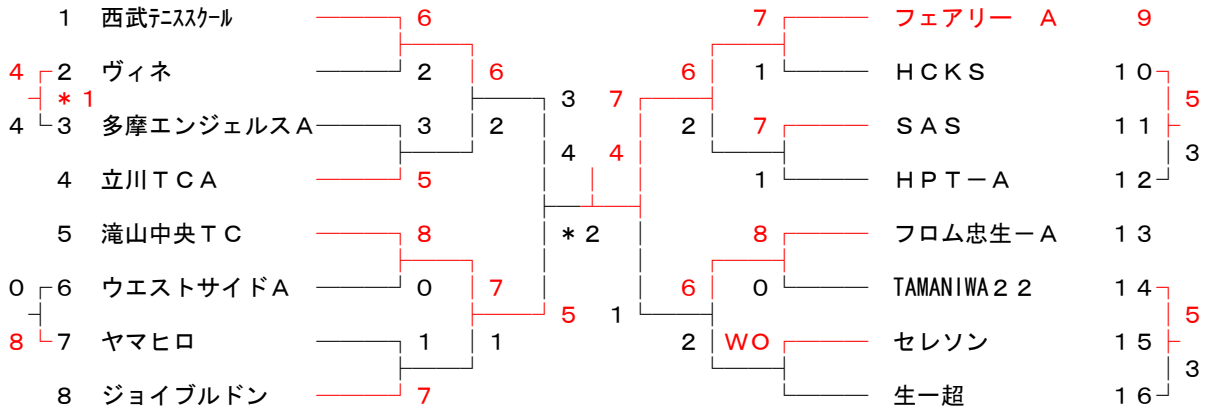 1 西武テニススクール 6 7 フェアリー A 9
4 2 ヴィネ 2 6 6 1 HCKS 10
*1 3 7 5
4 3 多摩エンジェルスA 3 2 2 7 SAS 11
4 4 3
4 立川TCA 5 1 HPT-A 12
5 滝山中央TC 8 *2 8 フロム忠生-A 13
0 6 ウエストサイドA 0 7 6 0 TAMANIWA22 14
5 1 5
8 7 ヤマヒロ 1 1 2 WO セレソン 15
3
8 ジョイブルドン 7 生一超 16